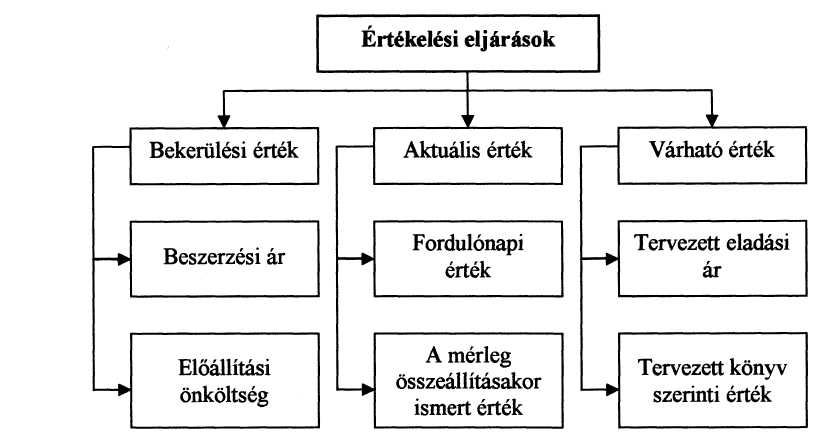 Értékelési eljárások
Bekerülési érték
Aktuális érték
Várható érték
Beszerzési ár
Fordulónapi
érték
Tervezett eladási
ár
Előállítási
önköltség
A mérleg
összeállításakor
ismert érték
Tervezett könyv
szerinti érték